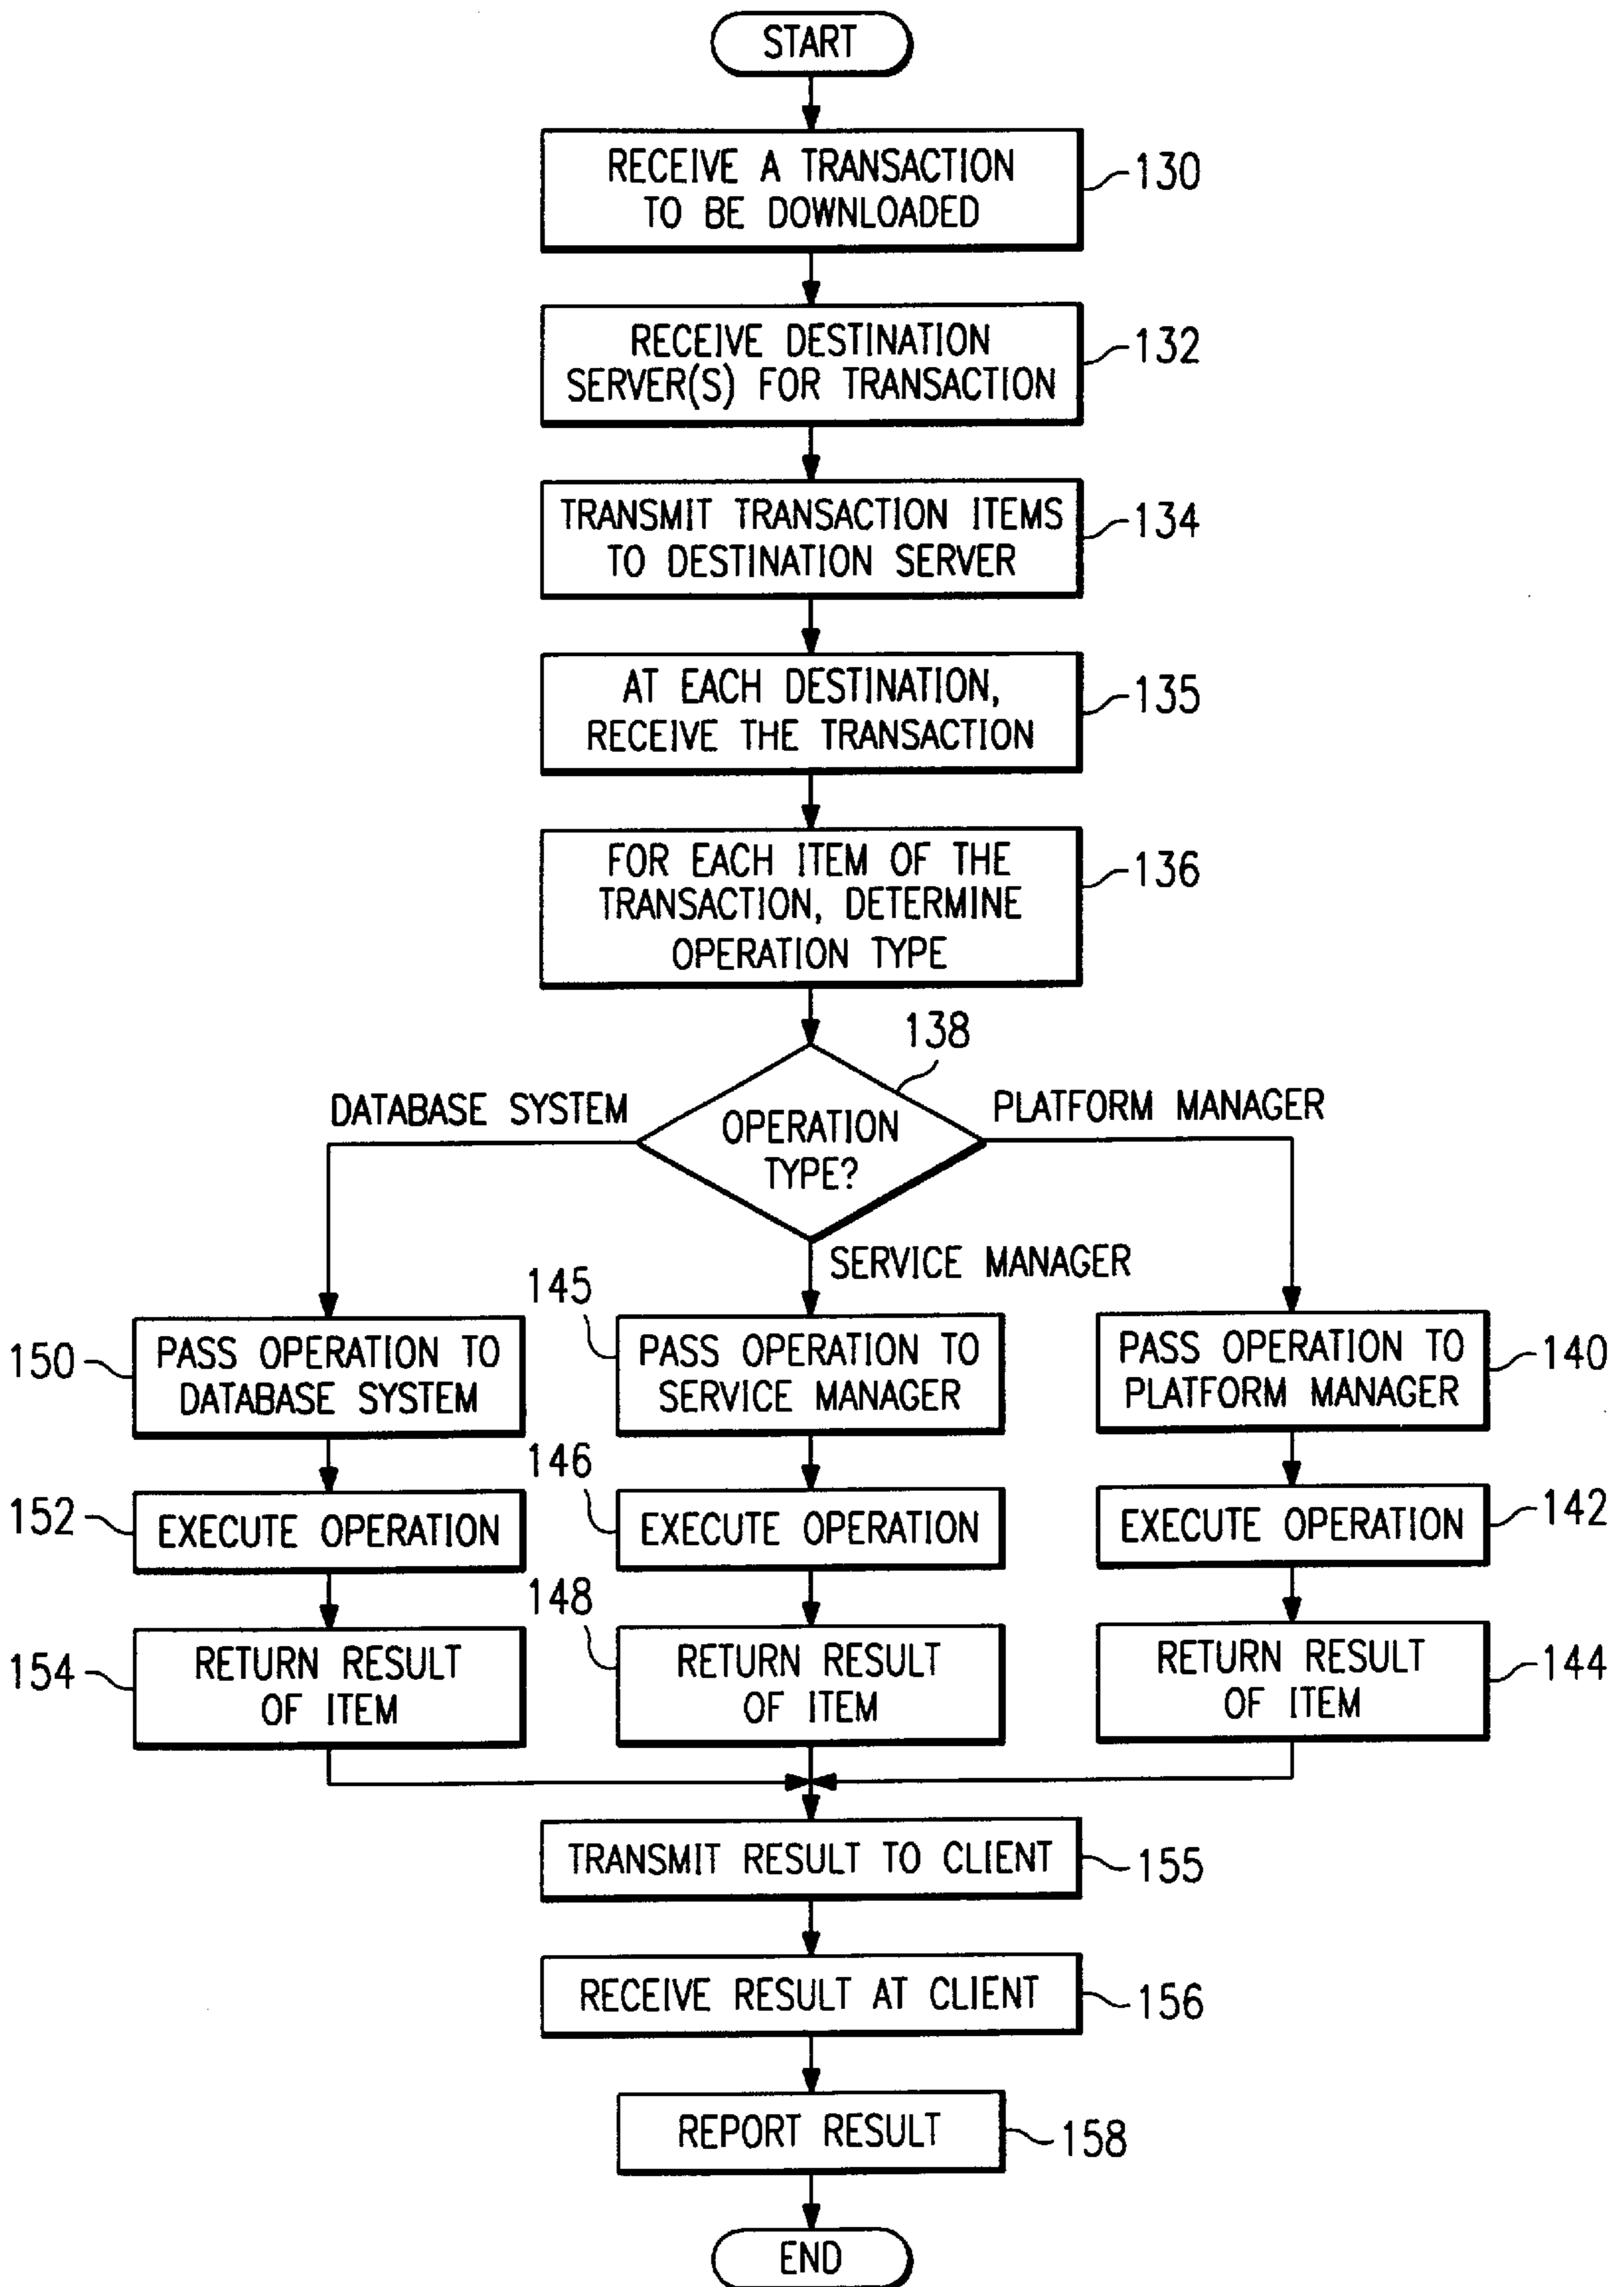 START
RECEIVE A TRANSACTION
TO BE DOWNLOADED
130
RECEIVE DESTINATION
SERVER(S) FOR TRANSACTION
132
TRANSMIT TRANSACTION ITEMS
TO DESTINATION SERVER
134
AT EACH DESTINATION,
RECEIVE THE TRANSACTION
135
FOR EACH ITEM OF THE
TRANSACTION, DETERMINE
OPERATION TYPE
136
138
DATABASE SYSTEM
OPERATION
TYPE?
PLATFORM MANAGER
SERVICE MANAGER
150
PASS OPERATION TO
DATABASE SYSTEM
145
PASS OPERATION TO
SERVICE MANAGER
PASS OPERATION TO
PLATFORM MANAGER
140
152
EXECUTE OPERATION
146
EXECUTE OPERATION
EXECUTE OPERATION
142
154
RETURN RESULT
OF ITEM
148
RETURN RESULT
OF ITEM
RETURN RESULT
OF ITEM
144
TRANSMIT RESULT TO CLIENT
155
RECEIVE RESULT AT CLIENT
156
REPORT RESULT
158
END